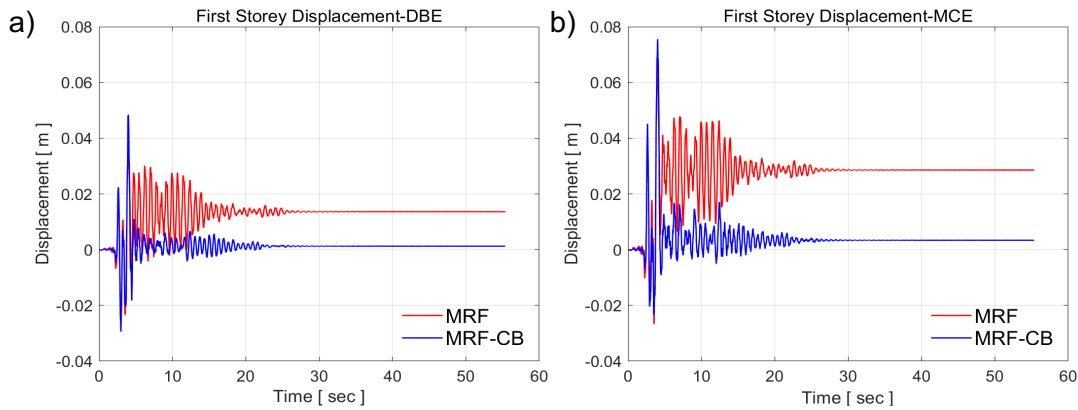 a)
First Storey Displacement-DBE
0.08
0.06
0.04
0.02
0
-0.02
-0.04
Displacement [ m ]
0 10 20 30 40 50 60
Time [ sec ]
MRF
MRF-CB
b)
First Storey Displacement-MCE
0.08
0.06
0.04
0.02
0
-0.02
-0.04
Displacement [ m ]
0 10 20 30 40 50 60
Time [ sec ]
MRF
MRF-CB